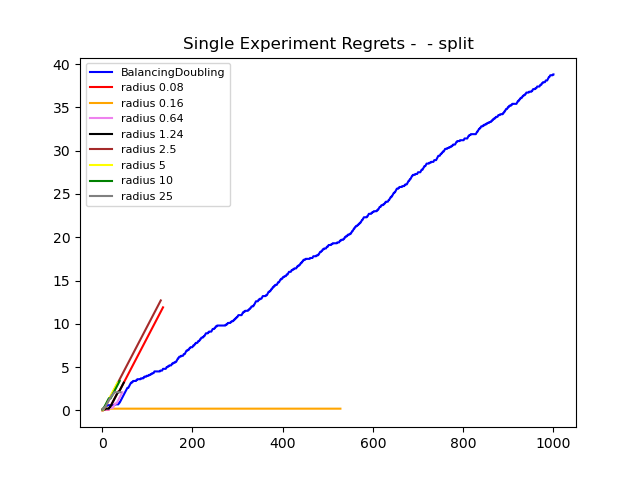 Single Experiment Regrets -  - split
BalancingDoubling
radius 0.08
radius 0.16
radius 0.64
radius 1.24
radius 2.5
radius 5
radius 10
radius 25
40
35
30
25
20
15
10
5
0
0 200 400 600 800 1000